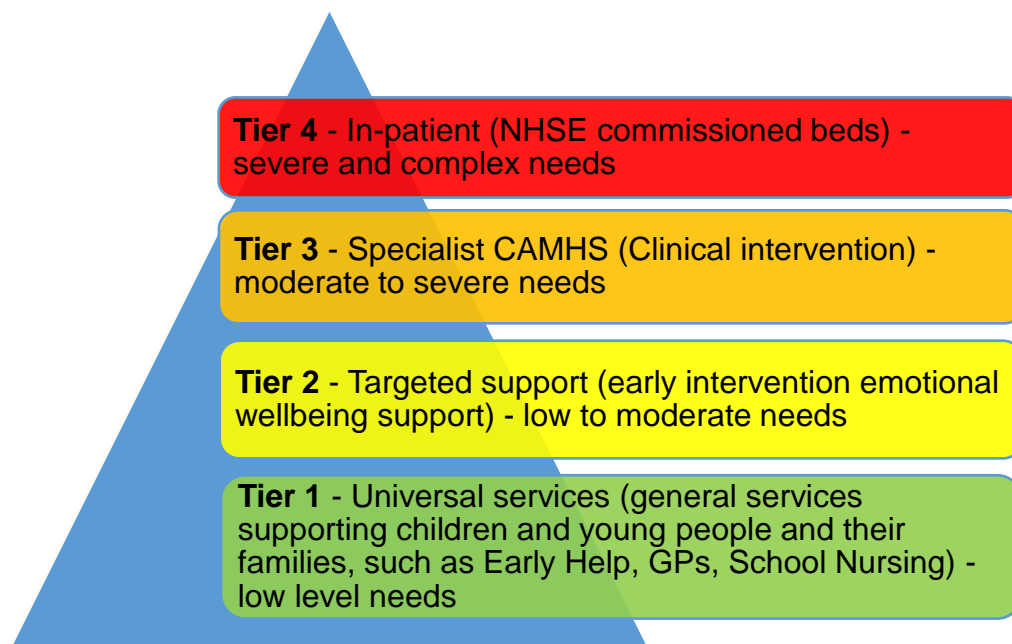 Tier 4 - In-patient (NHSE commissioned beds) -
severe and complex needs
Tier 3 - Specialist CAMHS (Clinical intervention) -
moderate to severe needs
Tier 2 - Targeted support (early intervention emotional
wellbeing support) - low to moderate needs
Tier 1 - Universal services (general services
supporting children and young people and their
families, such as Early Help, GPs, School Nursing) -
low level needs